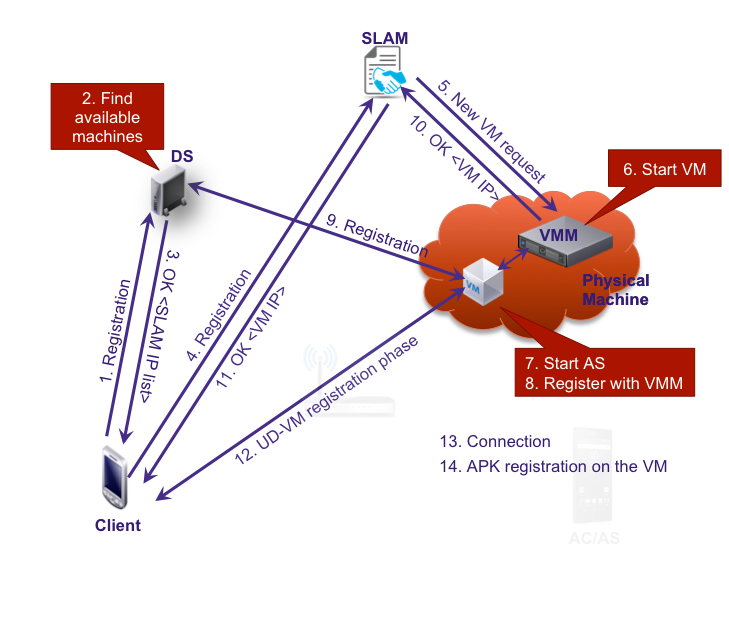 SLAM
2. Find
available
machines
DS
5. New VM request
10. OK <VM IP>
6. Start VM
VMM
9. Registration
VM
Physical
Machine
1. Registration
3. OK <SLAM IP list>
4. Registration
11. OK <VM IP>
12. UD-VM registration phase
7. Start AS
8. Register with VMM
13. Connection
14. APK registration on the VM
Client
AC/AS